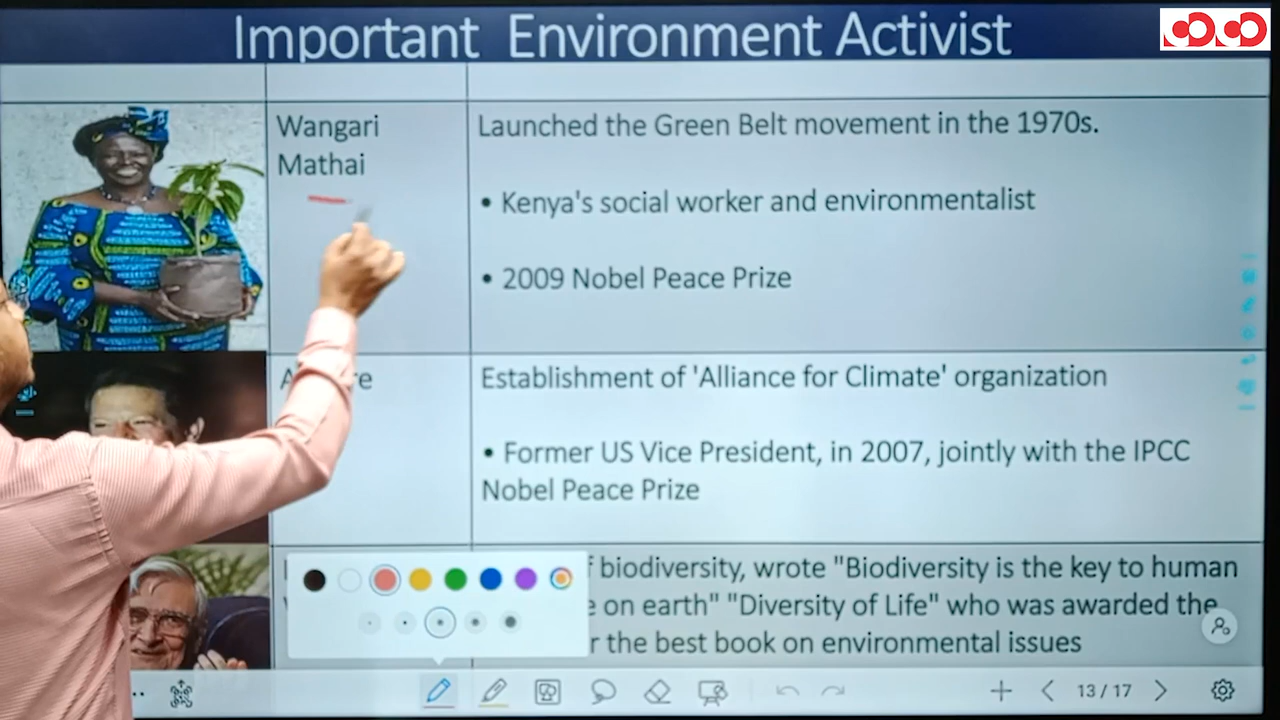 Important Environment Activist
Wangari
Mathai
Launched the Green Belt movement in the 1970s.
• Kenya's social worker and environmentalist
• 2009 Nobel Peace Prize
Establishment of 'Alliance for Climate' organization
• Former US Vice President, in 2007, jointly with the IPCC
Nobel Peace Prize
biodiversity, wrote "Biodiversity is the key to human
on earth" "Diversity of Life" who was awarded the
the best book on environmental issues
13 / 17